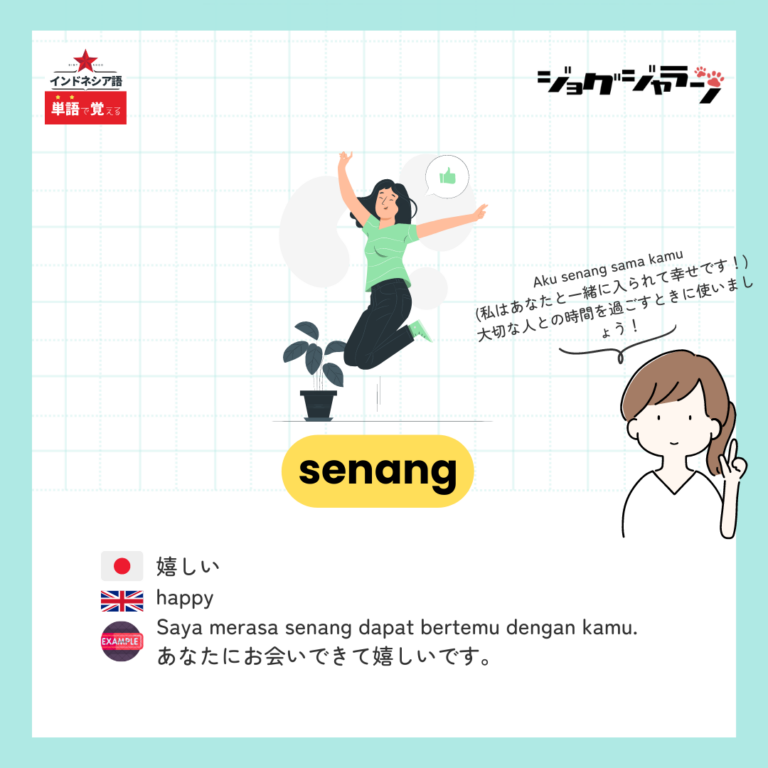 インドネシア語
単語で覚える
ジョグジャラン
Aku senang sama kamu
(私はあなたと一緒に入られて幸せです！)
大切な人との時間を過ごすときに使いまし
ょう！
senang
嬉しい
happy
EXAMPLE
Saya merasa senang dapat bertemu dengan kamu.
あなたにお会いできて嬉しいです。